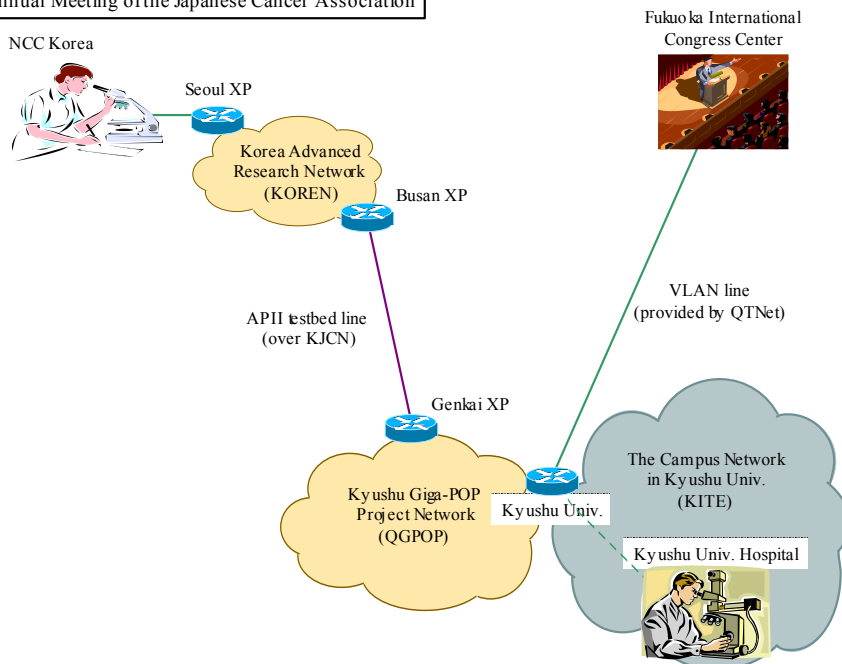 Annual Meeting of the Japanese Cancer Association
NCC Korea
Seoul XP
Korea Advanced
Research Network
(KOREN)
Busan XP
Fukuoka International
Congress Center
APII testbed line
(over KJCN)
VLAN line
(provided by QTNet)
Genkai XP
Kyushu Giga-POP
Project Network
(QGPOP)
Kyushu Univ.
The Campus Network
in Kyushu Univ.
(KITE)
Kyushu Univ. Hospital